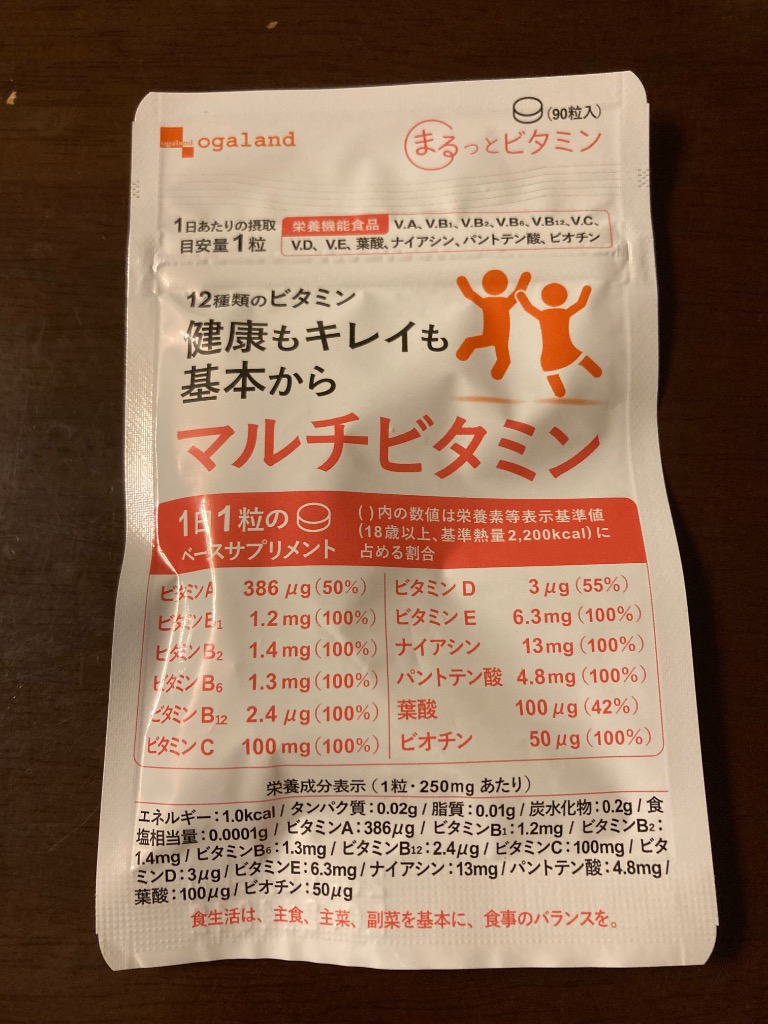 ogaland
(90粒入)
まるっとビタミン
1日あたりの摂取
目安量1粒
栄養機能食品 V.A、V.B1、V.B2、V.B6、V.B12、V.C、
V.D、V.E、葉酸、ナイアシン、パントテン酸、ビオチン
12種類のビタミン
健康もキレイも
基本から
マルチビタミン
1日1粒の
ベースサプリメント
( )内の数値は栄養素等表示基準値
(18歳以上、基準熱量2,200kcal)に
占める割合
ビタミンA 386μg(50%)
ビタミンB1 1.2mg(100%)
ビタミンB2 1.4mg(100%)
ビタミンB6 1.3mg(100%)
ビタミンB12 2.4μg(100%)
ビタミンC 100mg(100%)
ビタミンD 3μg(55%)
ビタミンE 6.3mg(100%)
ナイアシン 13mg(100%)
パントテン酸 4.8mg(100%)
葉酸 100μg(42%)
ビオチン 50μg(100%)
栄養成分表示(1粒・250mgあたり)
エネルギー:1.0kcal / タンパク質:0.02g / 脂質:0.01g / 炭水化物:0.2g / 食
塩相当量:0.0001g / ビタミンA:386μg / ビタミンB1:1.2mg / ビタミンB2:
1.4mg / ビタミンB6:1.3mg / ビタミンB12:2.4μg / ビタミンC:100mg / ビタ
ミンD:3μg / ビタミンE:6.3mg / ナイアシン:13mg / パントテン酸:4.8mg /
葉酸:100μg / ビオチン:50μg
食生活は、主食、主菜、副菜を基本に、食事のバランスを。